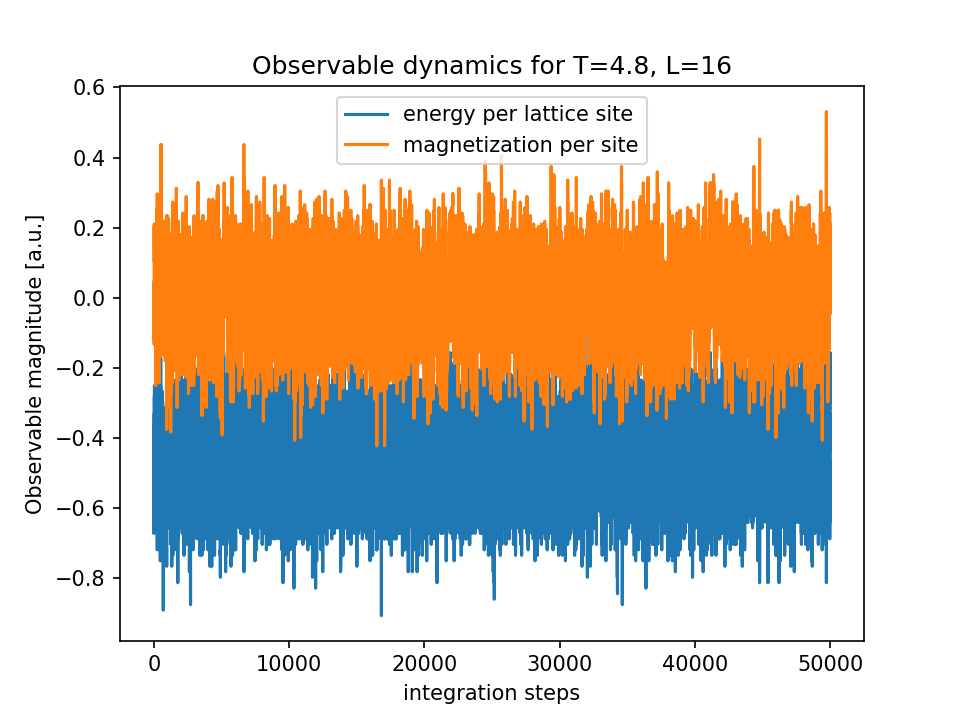 Observable dynamics for T=4.8, L=16
energy per lattice site
magnetization per site
Observable magnitude [a.u.]
0.6
0.4
0.2
0.0
−0.2
−0.4
−0.6
−0.8
0
10000
20000
30000
40000
50000
integration steps